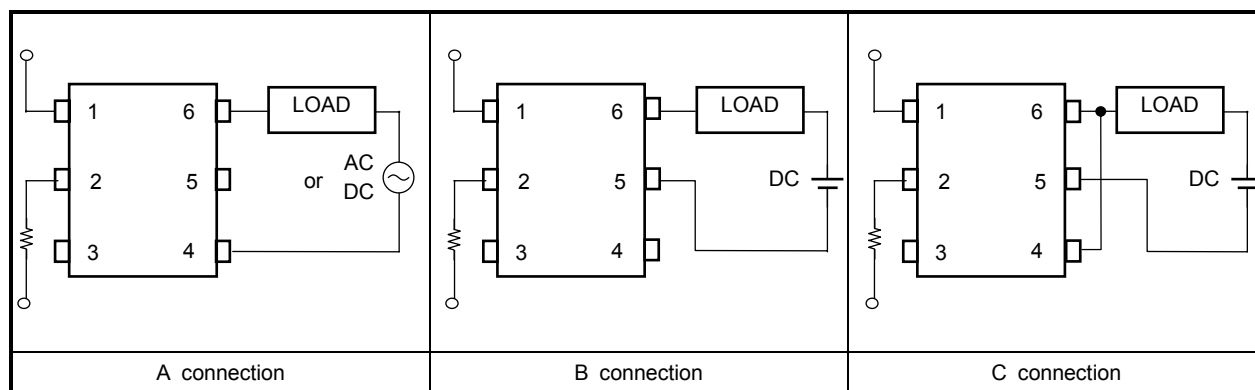 1 6 LOAD
2 5 or AC DC
3 4
A connection
1 6 LOAD
2 5 DC
3 4
B connection
1 6 LOAD
2 5 DC
3 4
C connection